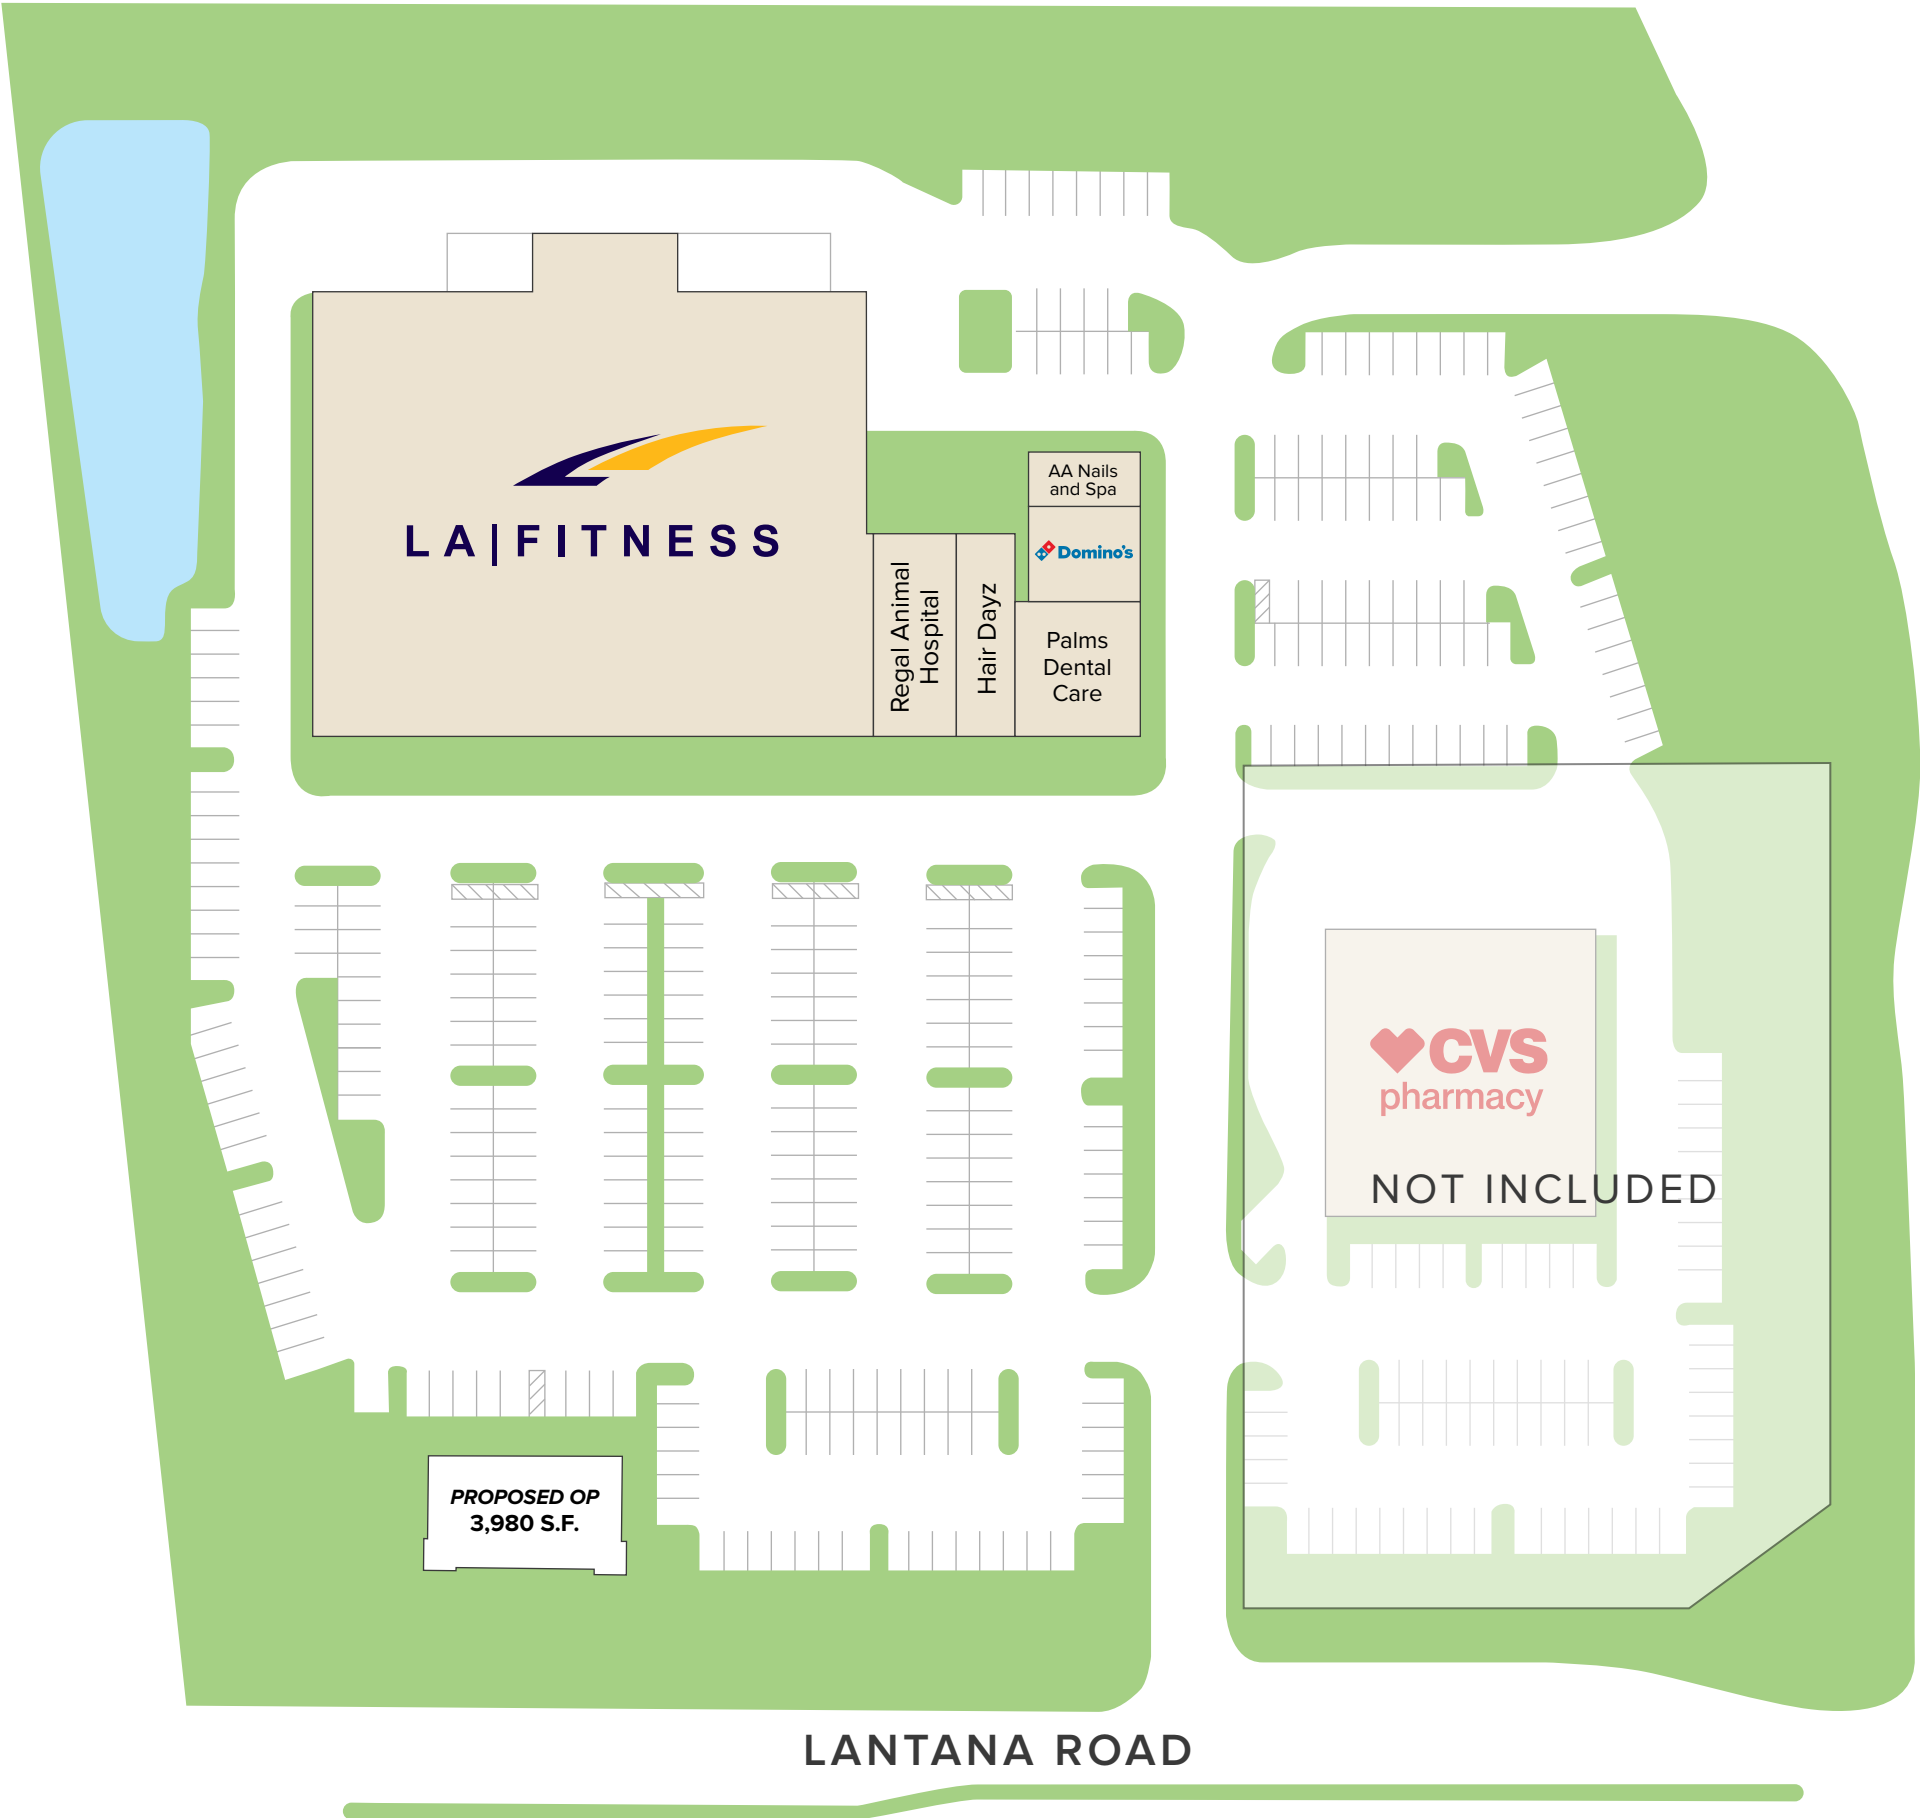 LA|FITNESS
AA Nails
and Spa
Domino's
Regal Animal
Hospital
Hair Dayz
Palms
Dental
Care
CVS
pharmacy
NOT INCLUDED
PROPOSED OP
3,980 S.F.
LANTANA ROAD